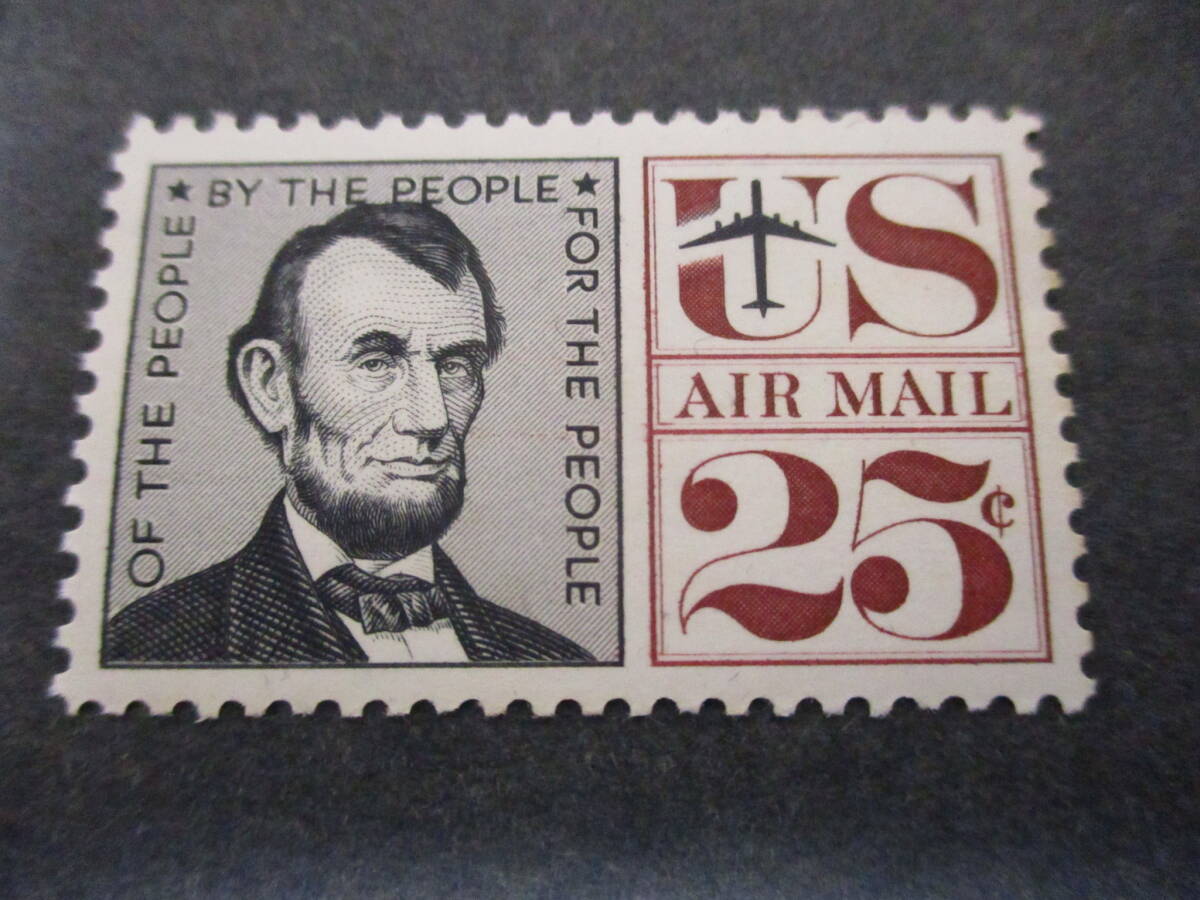 OF THE PEOPLE
★ BY THE PEOPLE ★
FOR THE PEOPLE
US
AIR MAIL
25¢